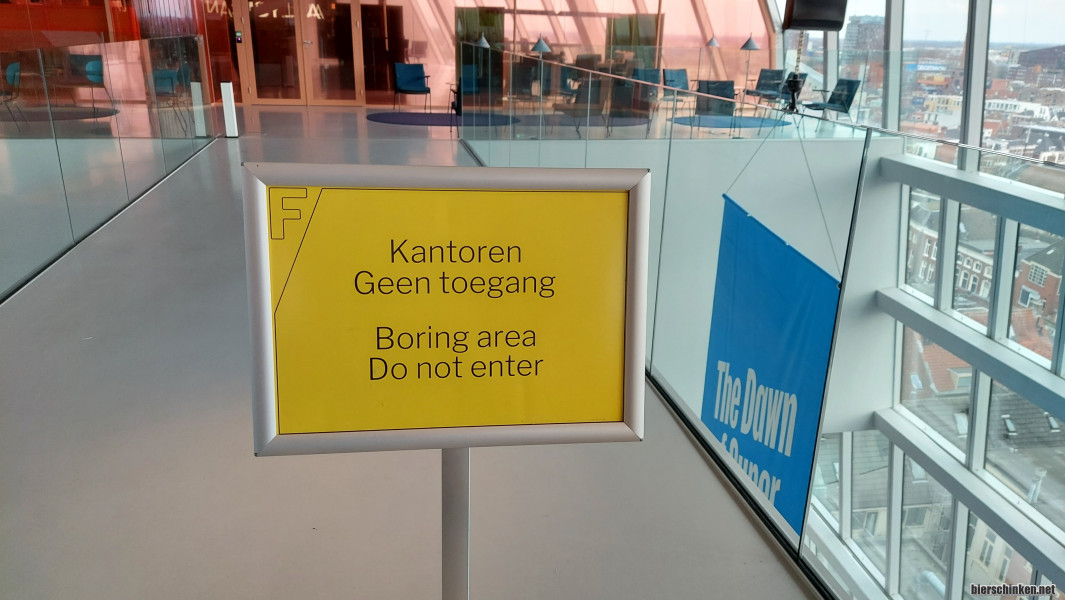 F
Kantoren
Geen toegang
Boring area
Do not enter
The Dawn
bierschinken.net